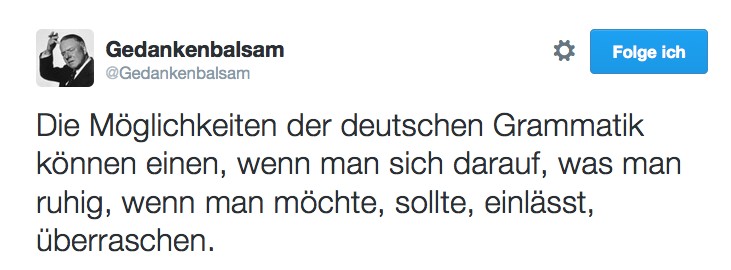 Gedankenbalsam
@Gedankenbalsam
Folge ich
Die Möglichkeiten der deutschen Grammatik
können einen, wenn man sich darauf, was man
ruhig, wenn man möchte, sollte, einlässt,
überraschen.